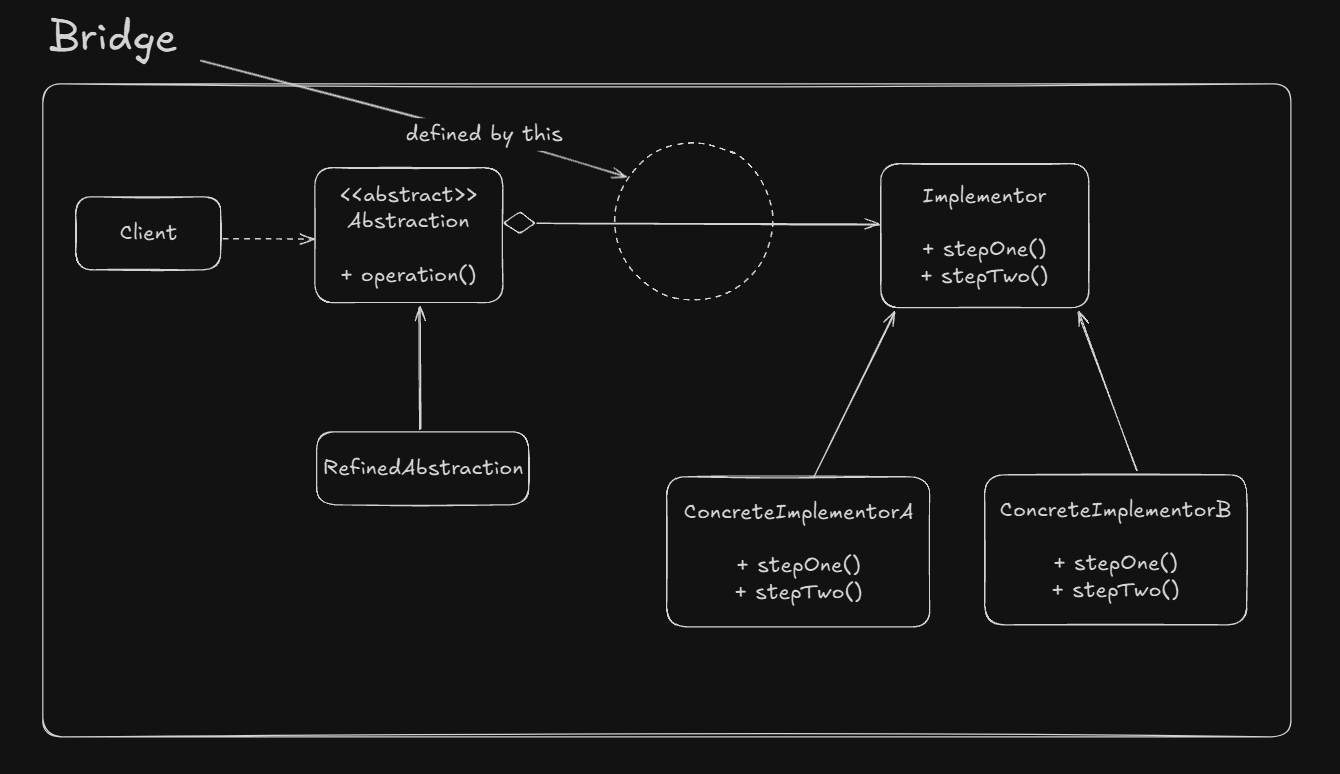 Bridge
defined by this
Client
<<abstract>>
Abstraction
+ operation()
Implementor
+ stepOne()
+ stepTwo()
RefinedAbstraction
ConcreteImplementorA
+ stepOne()
+ stepTwo()
ConcreteImplementorB
+ stepOne()
+ stepTwo()